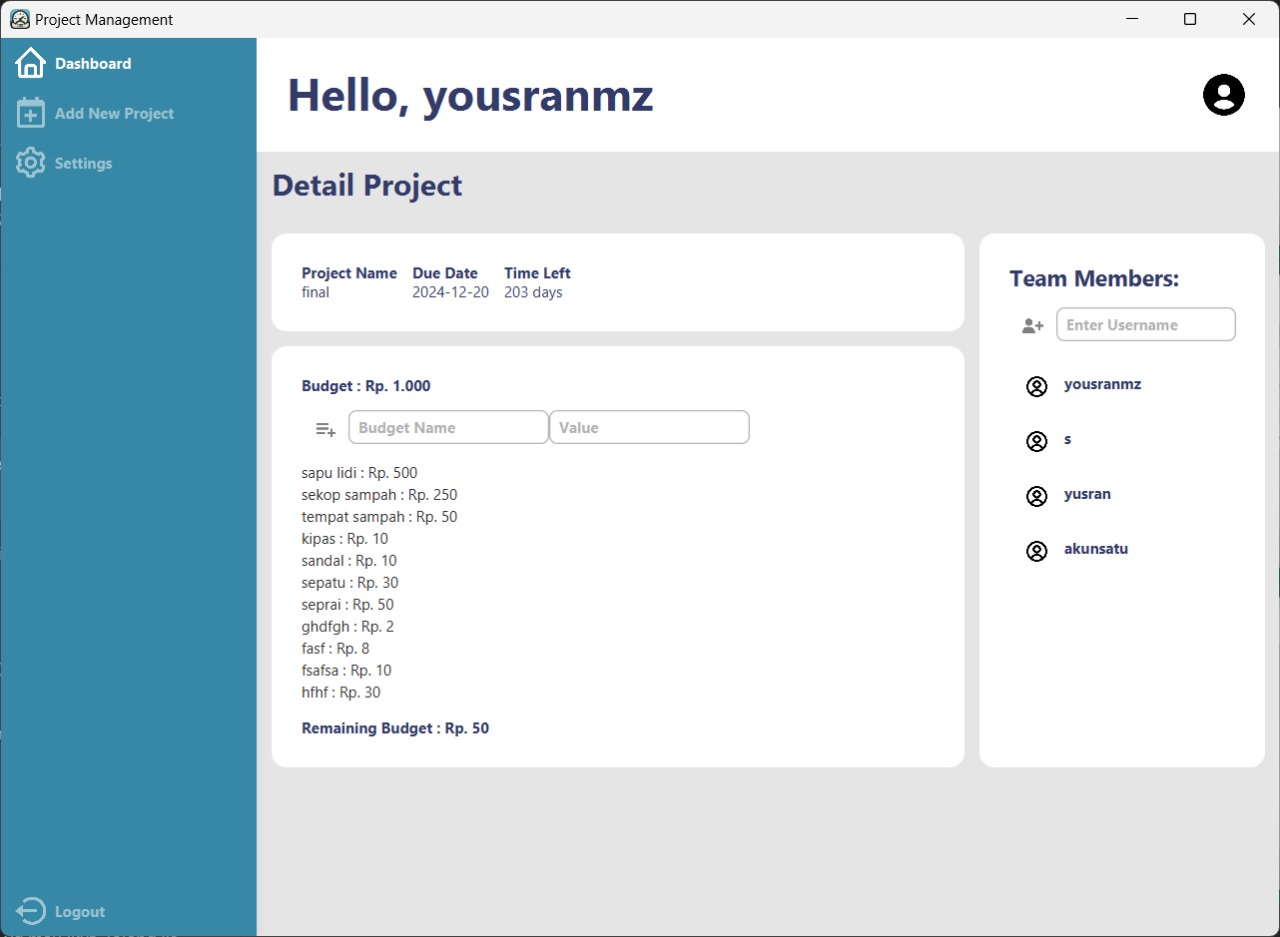 Project Management
Dashboard
Add New Project
Settings
Logout
Hello, yousranmz
Detail Project
Project Name Due Date Time Left
final 2024-12-20 203 days
Budget : Rp. 1.000
Budget Name Value
sapu lidi : Rp. 500
sekop sampah : Rp. 250
tempat sampah : Rp. 50
kipas : Rp. 10
sandal : Rp. 10
sepatu : Rp. 30
seprai : Rp. 50
ghdfgh : Rp. 2
fasf : Rp. 8
fsafsa : Rp. 10
hfhf : Rp. 30
Remaining Budget : Rp. 50
Team Members:
Enter Username
yousranmz
s
yusran
akunsatu